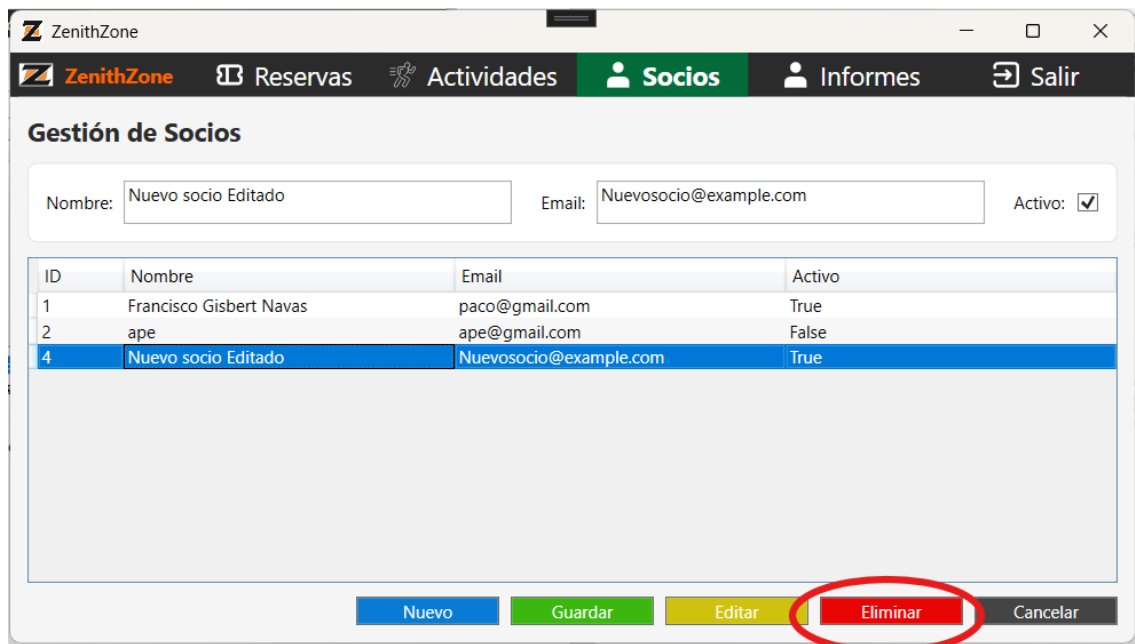 ZenithZone
ZenithZone Reservas Actividades Socios Informes Salir
Gestión de Socios
Nombre: Nuevo socio Editado Email: Nuevosocio@example.com Activo:
ID Nombre Email Activo
1 Francisco Gisbert Navas paco@gmail.com True
2 ape ape@gmail.com False
4 Nuevo socio Editado Nuevosocio@example.com True
Nuevo Guardar Editar Eliminar Cancelar